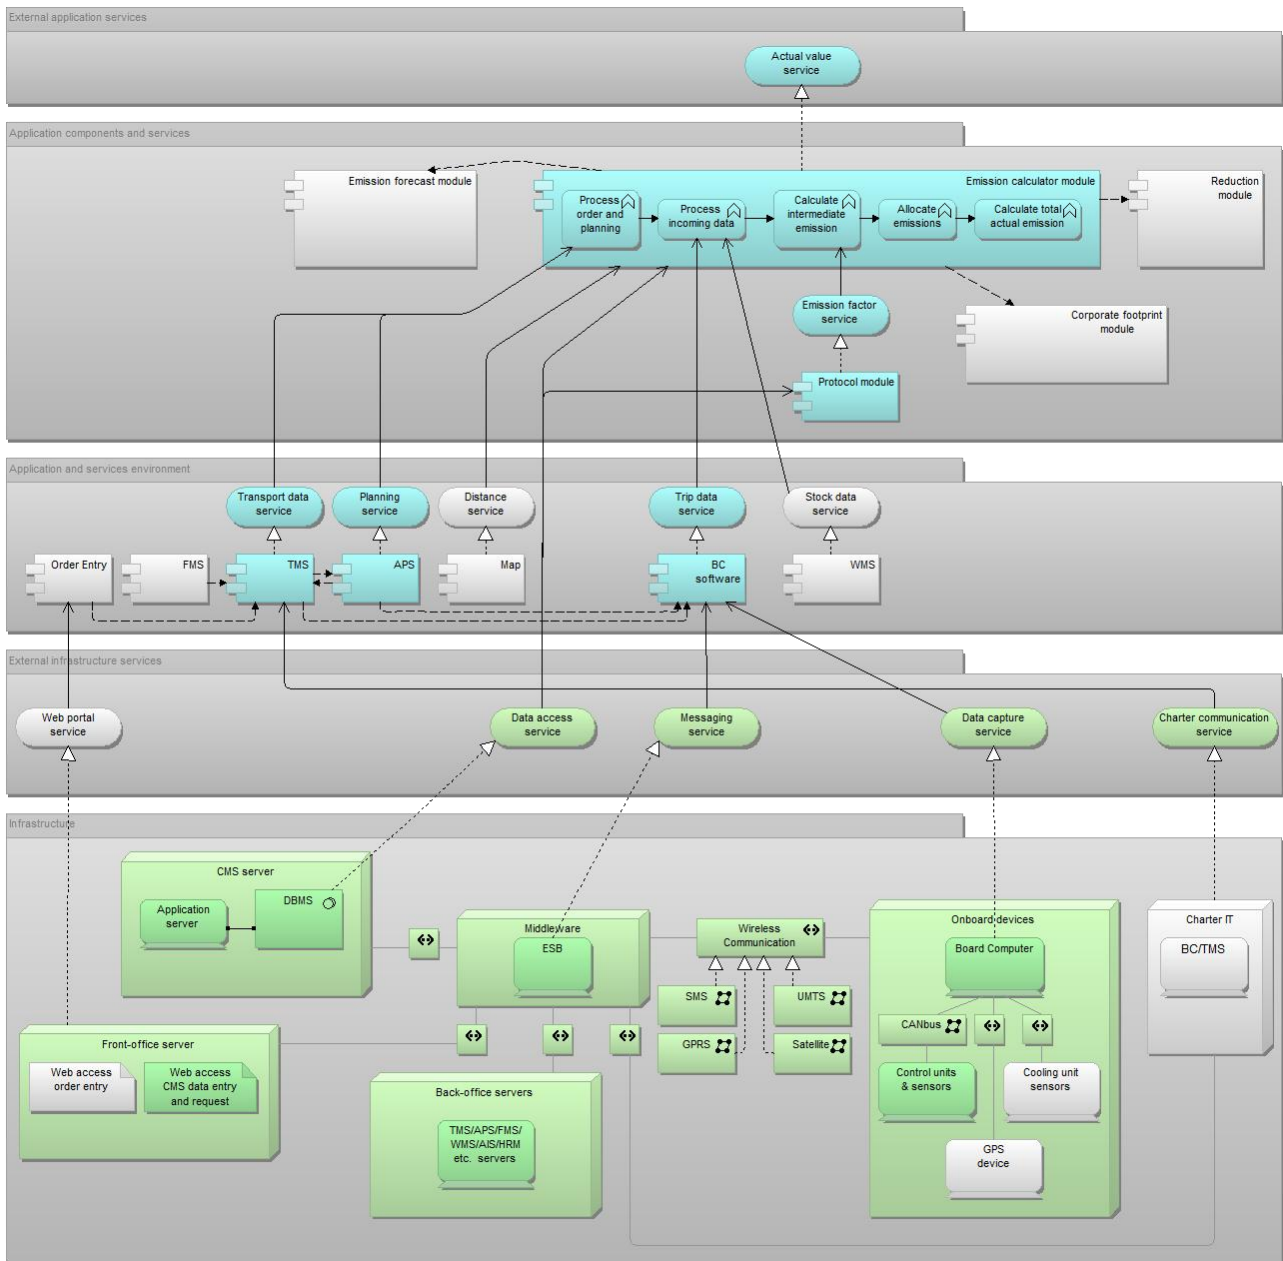 External application services
Actual value
service
Application components and services
Emission forecast module
Emission calculator module
Reduction
module
Process
order and
planning
Process
incoming data
Calculate
intermediate
emission
Allocate
emissions
Calculate total
actual emission
Emission factor
service
Corporate footprint
module
Protocol module
Application and services environment
Transport data
service
Planning
service
Distance
service
Trip data
service
Stock data
service
Order Entry
FMS
TMS
APS
Map
BC
software
WMS
External infrastructure services
Web portal
service
Data access
service
Messaging
service
Data capture
service
Charter communication
service
Infrastructure
CMS server
Application
server
DBMS
Middleware
ESB
Wireless
Communication
SMS
UMTS
GPRS
Satellite
Onboard devices
Board Computer
CANbus
Control units
& sensors
Cooling unit
sensors
GPS
device
Charter IT
BC/TMS
Front-office server
Web access
order entry
Web access
CMS data entry
and request
Back-office servers
TMS/APS/FMS/
WMS/AIS/HRM
etc. servers